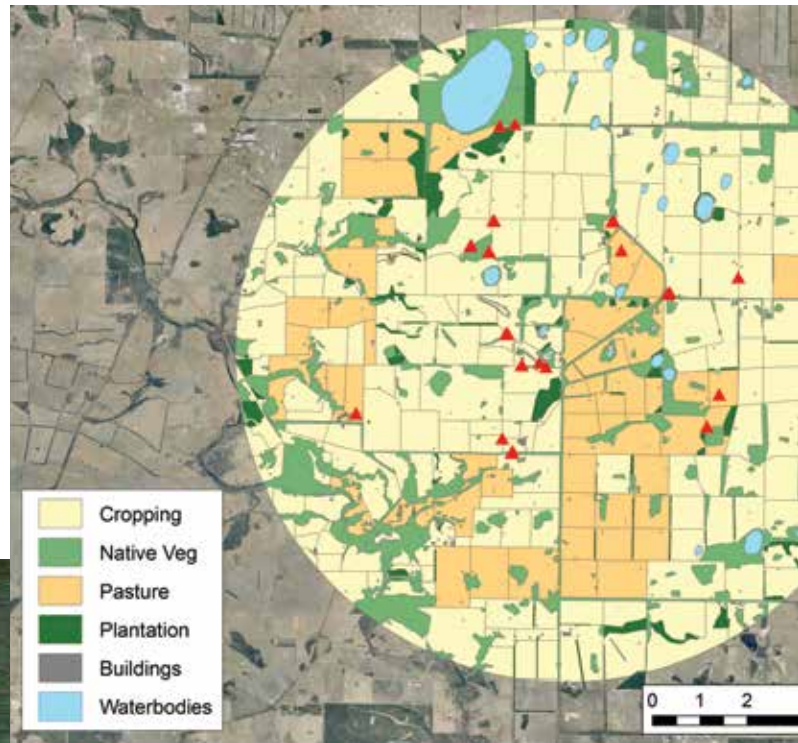 Cropping
Native Veg
Pasture
Plantation
Buildings
Waterbodies
0 1 2